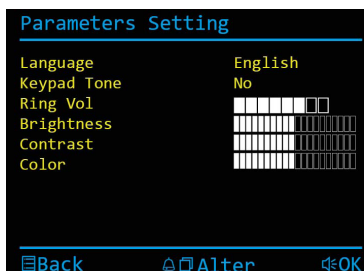 Parameters Setting
Language English
Keypad Tone No
Ring Vol
Brightness
Contrast
Color
Back Alter OK